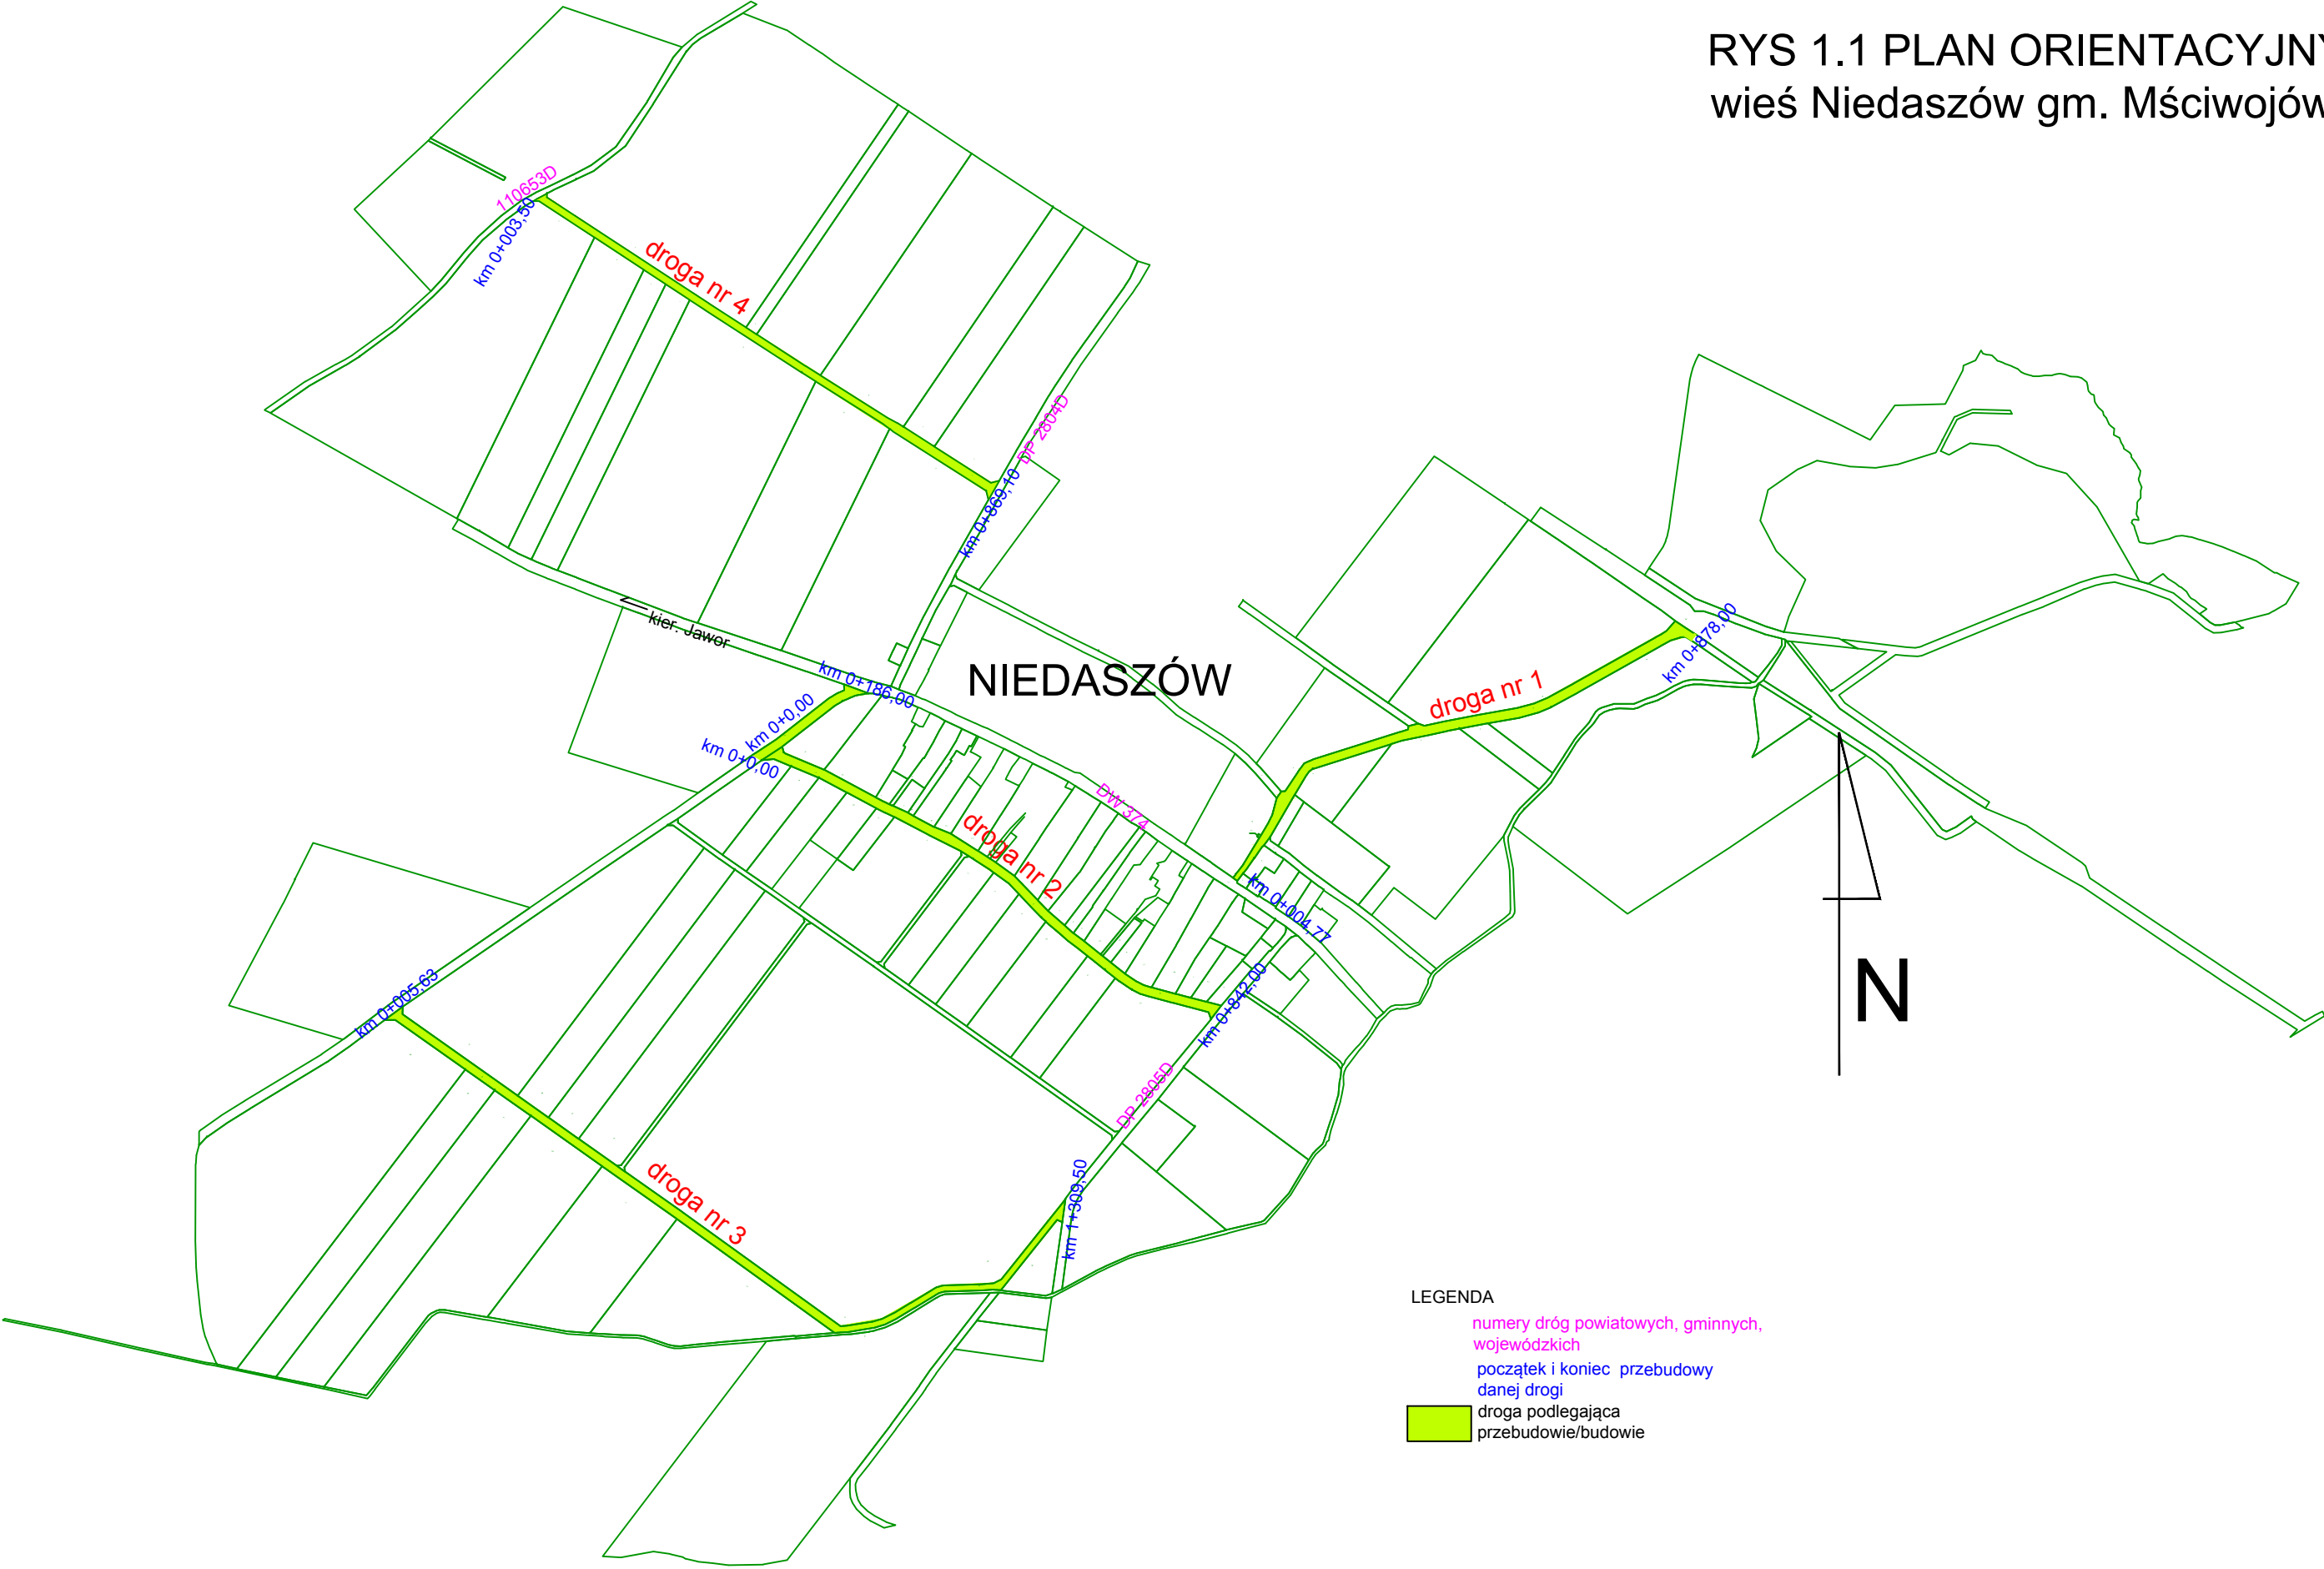 RYS 1.1 PLAN ORIENTACYJNY
wieś Niedaszów gm. Mściwojów
110653D
km 0+003,50
droga nr 4
DP 2804D
km 0+869,10
kier. Jawor
NIEDASZÓW
km 0+186,00
km 0+0,00
km 0+0,00
droga nr 1
km 0+878,00
DW 374
droga nr 2
km 0+004,77
km 0+842,00
km 0+005,63
DP 2805D
droga nr 3
km 1+309,50
N
LEGENDA
numery dróg powiatowych, gminnych,
wojewódzkich
początek i koniec przebudowy
danej drogi
droga podlegająca
przebudowie/budowie